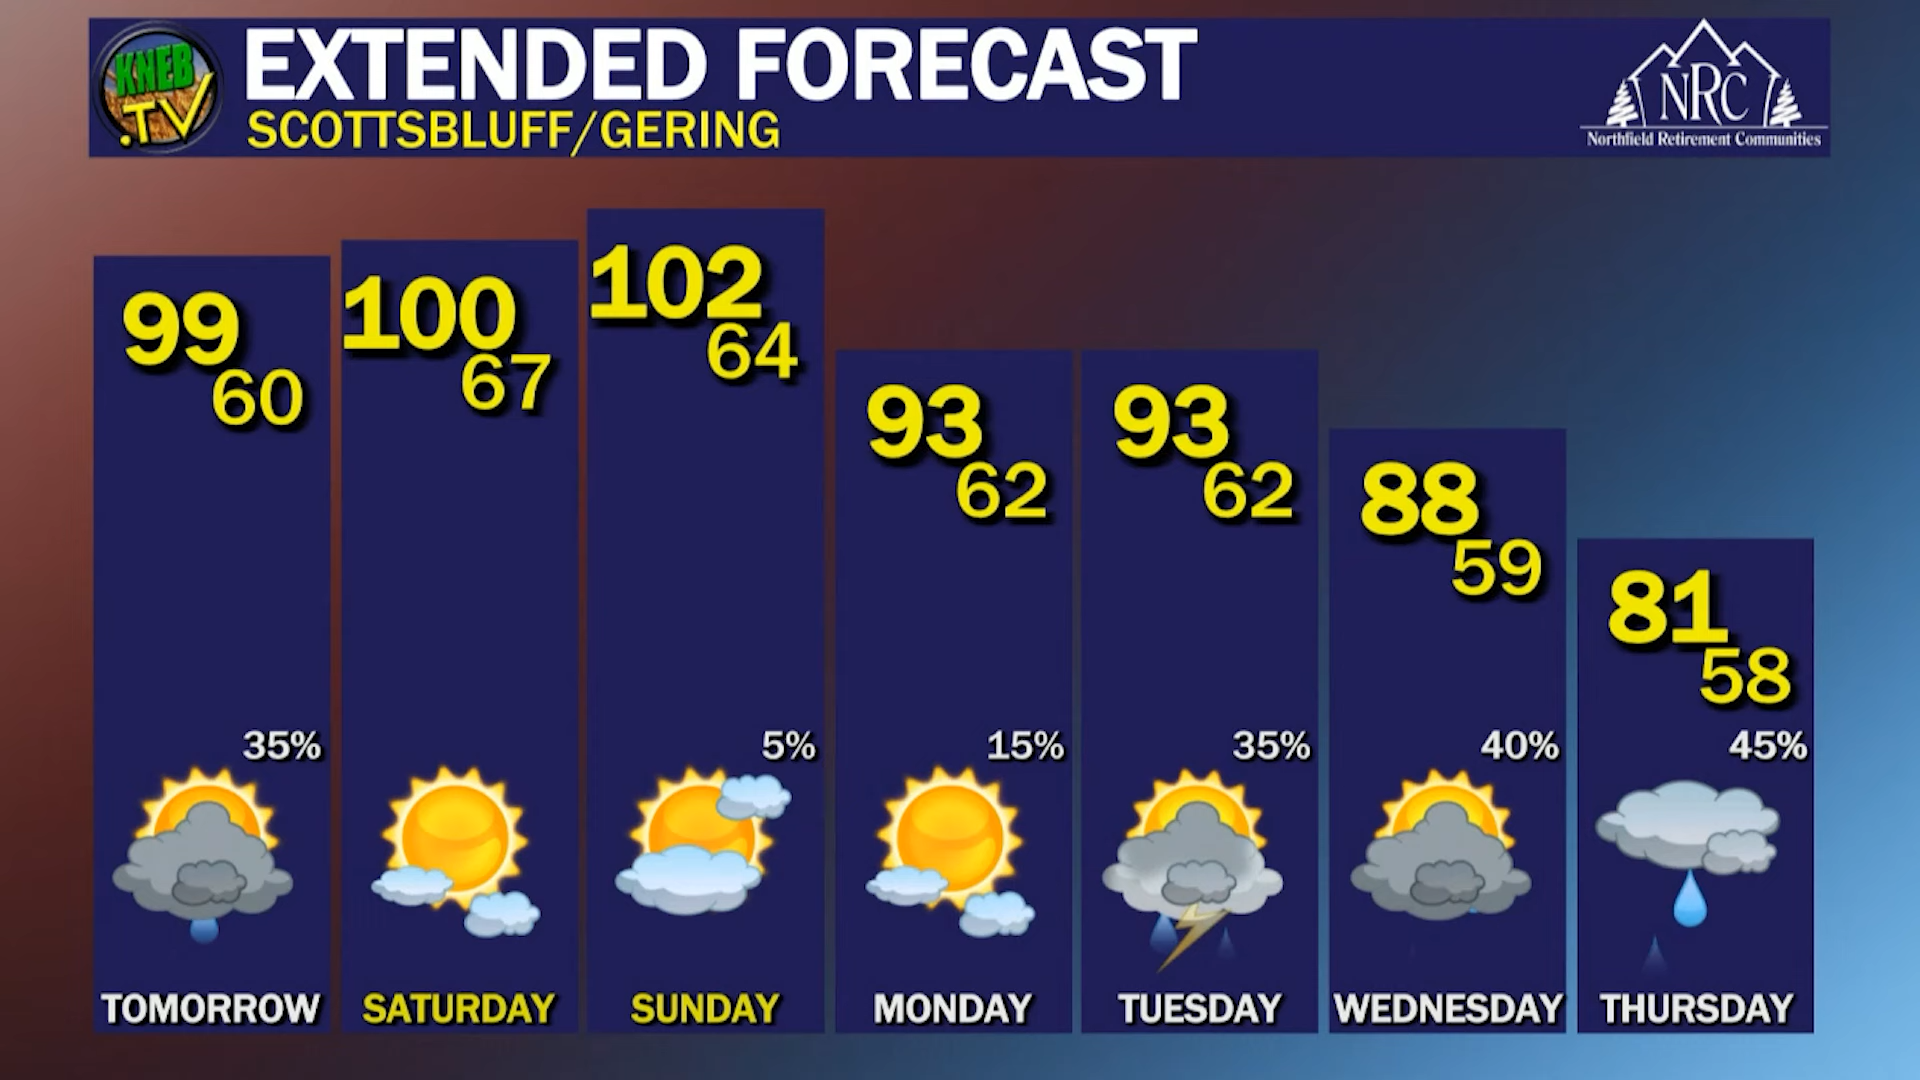 KNEB
.TV
EXTENDED FORECAST
SCOTTSBLUFF/GERING
NRC
Northfield Retirement Communities
99
60
35%
TOMORROW
100
67
SATURDAY
102
64
5%
SUNDAY
93
62
15%
MONDAY
93
62
35%
TUESDAY
88
59
40%
WEDNESDAY
81
58
45%
THURSDAY